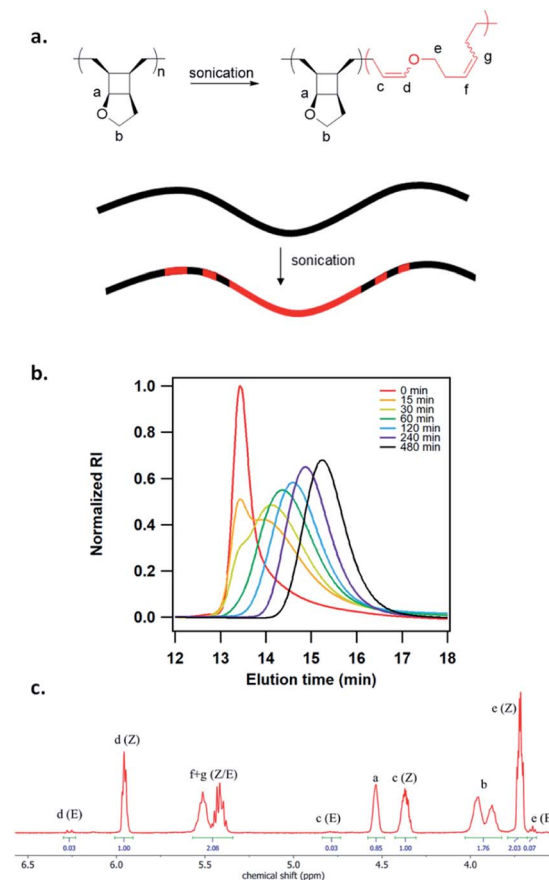 a.
n
sonication
a
O
b
a
O
b
c
d
O
e
f
g
sonication
b.
Normalized RI
1.0
0.8
0.6
0.4
0.2
0.0
0 min
15 min
30 min
60 min
120 min
240 min
480 min
12 13 14 15 16 17 18
Elution time (min)
c.
d (E)
d (Z)
f+g (Z/E)
c (E)
a
c (Z)
b
e (Z)
e (E
0.03 1.00 2.08 0.03 0.85 1.00 1.76 2.03 0.07
6.5 6.0 5.5 5.0 4.5 4.0
chemical shift (ppm)